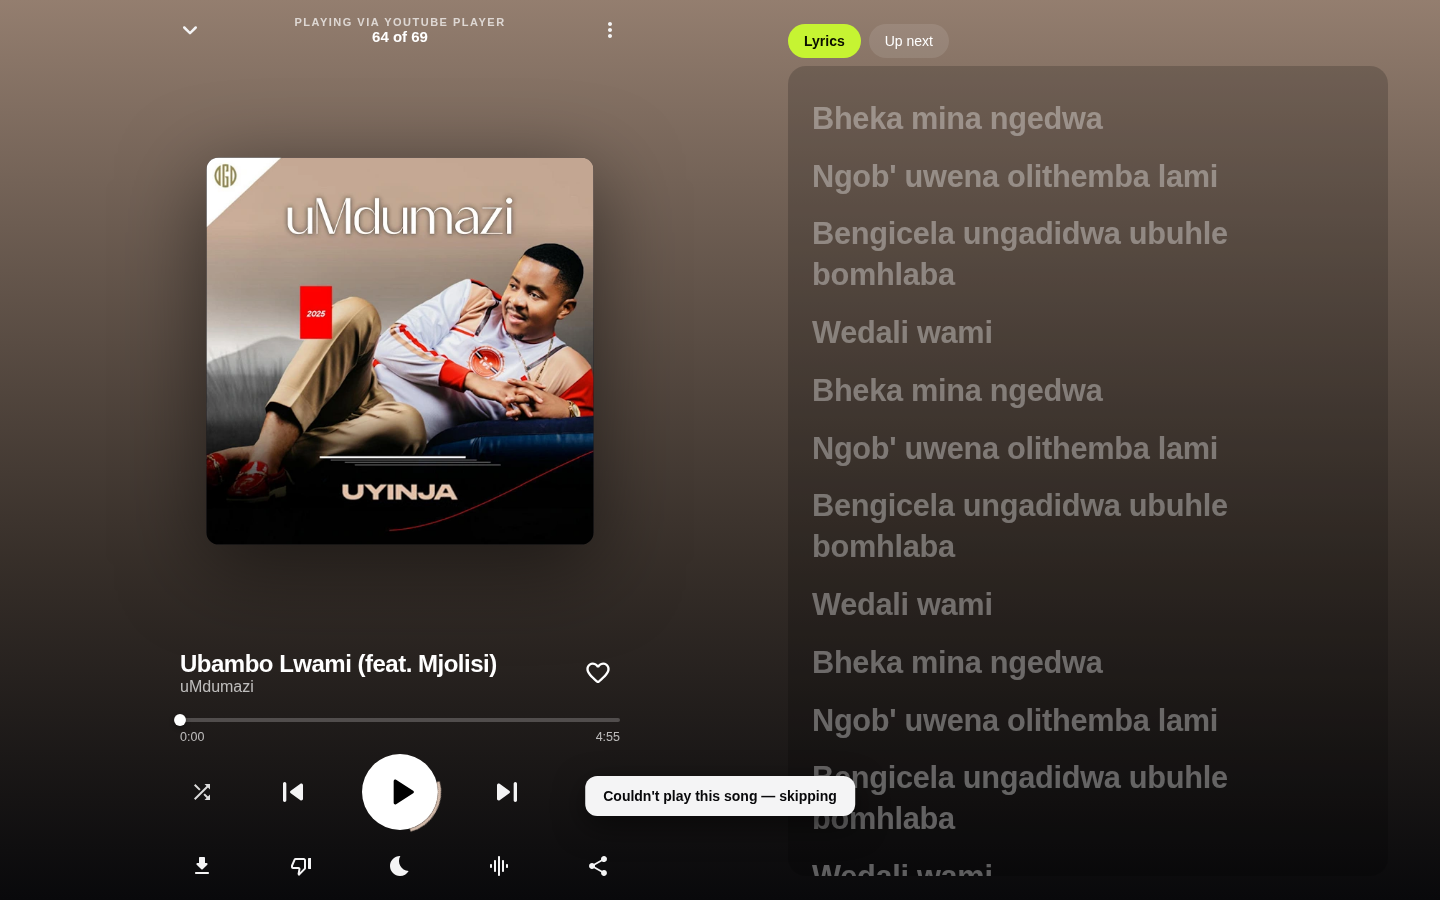 PLAYING VIA YOUTUBE PLAYER
64 of 69
uMdumazi
2025
UYINJA
Ubambo Lwami (feat. Mjolisi)
uMdumazi
0:00
4:55
Lyrics
Up next
Bheka mina ngedwa
Ngob' uwena olithemba lami
Bengicela ungadidwa ubuhle
bomhlaba
Wedali wami
Bheka mina ngedwa
Ngob' uwena olithemba lami
Bengicela ungadidwa ubuhle
bomhlaba
Wedali wami
Bheka mina ngedwa
Ngob' uwena olithemba lami
Bengicela ungadidwa ubuhle
bomhlaba
Wedali wami
Couldn't play this song — skipping